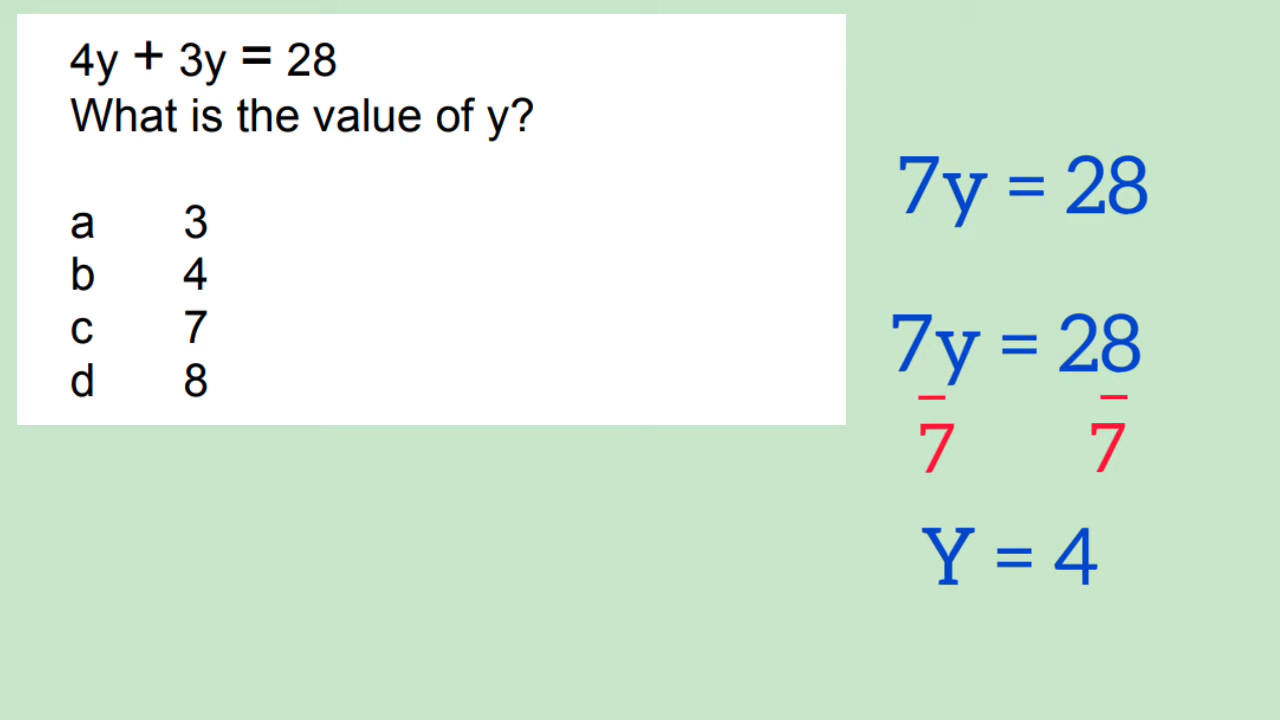 4y + 3y = 28
What is the value of y?
a 3
b 4
c 7
d 8
7y = 28
7y = 28
7 7
Y = 4